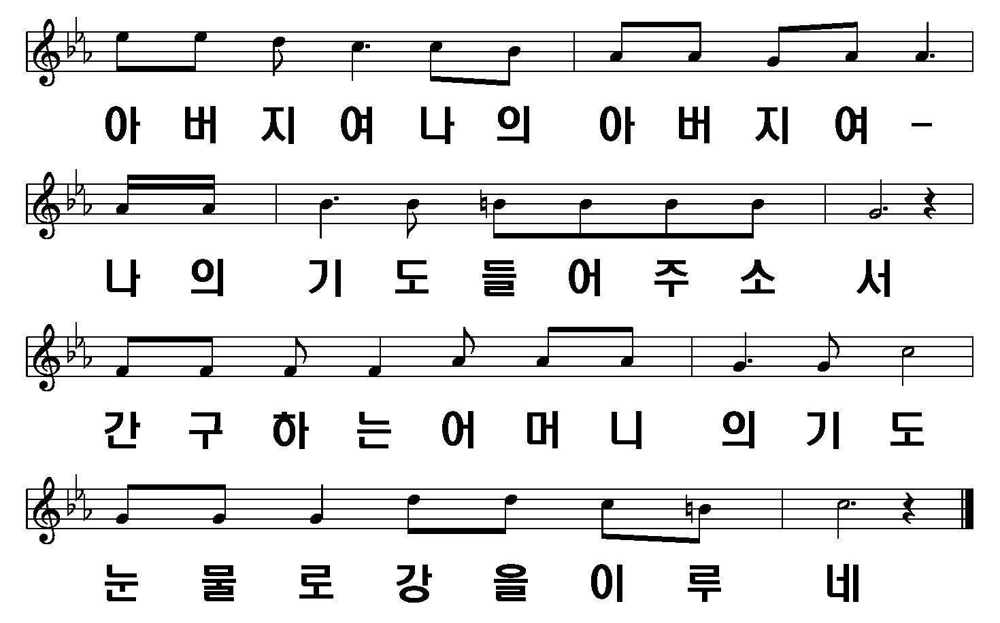 아 버 지 여 나 의 아 버 지 여 -
나 의 기 도 들 어 주 소 서
간 구 하 는 어 머 니 의 기 도
눈 물 로 강 을 이 루 네